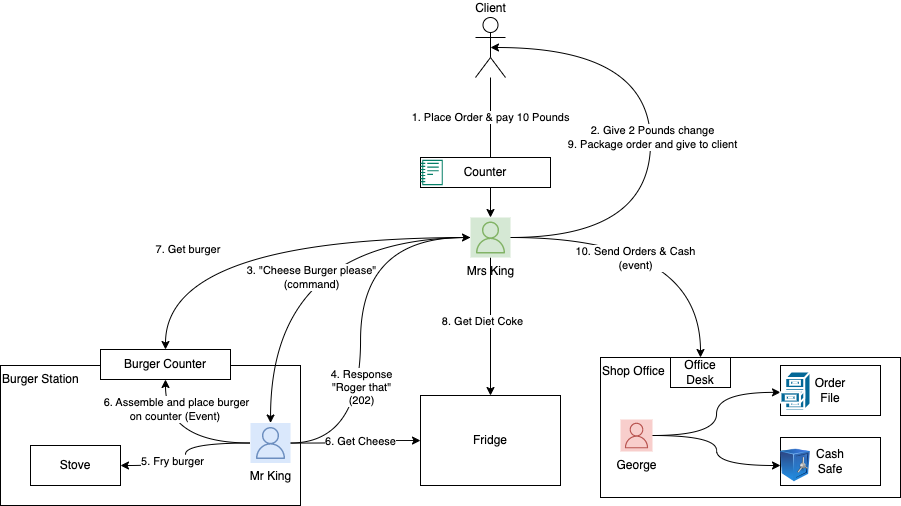 Client
1. Place Order & pay 10 Pounds
2. Give 2 Pounds change
9. Package order and give to client
Counter
7. Get burger
3. "Cheese Burger please"
(command)
Mrs King
10. Send Orders & Cash
(event)
8. Get Diet Coke
Burger Counter
Burger Station
4. Response
"Roger that"
(202)
6. Assemble and place burger
on counter (Event)
Stove
5. Fry burger
Mr King
6. Get Cheese
Fridge
Shop Office
Office
Desk
Order
File
George
Cash
Safe